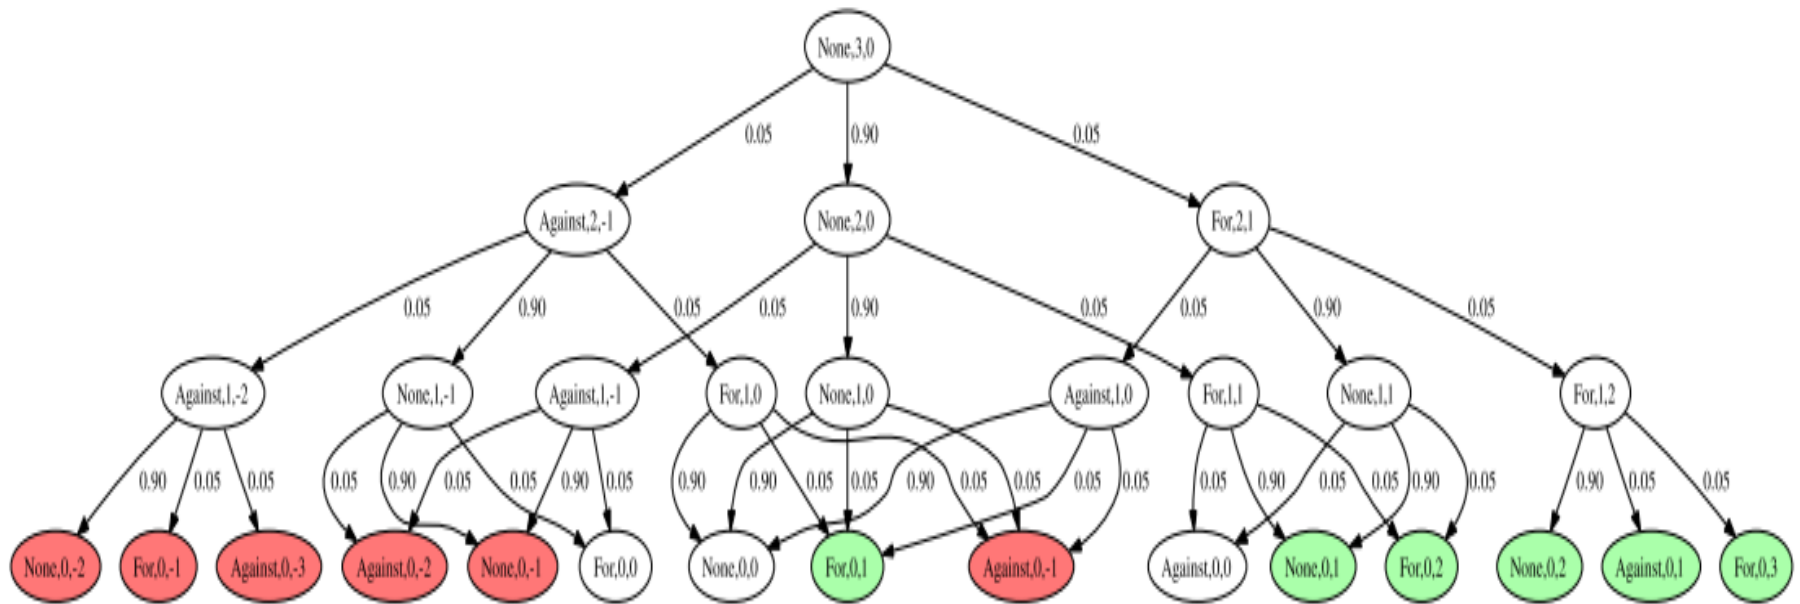 None,3,0
0.05 0.90 0.05
Against,2,-1 None,2,0 For,2,1
0.05 0.90 0.05 0.05 0.90 0.05 0.05 0.90 0.05
Against,1,-2 None,1,-1 Against,1,-1 For,1,0 None,1,0 Against,1,0 For,1,1 None,1,1 For,1,2
0.90 0.05 0.05 0.05 0.90 0.05 0.05 0.90 0.05 0.90 0.90 0.05 0.05 0.90 0.05 0.05 0.05 0.05 0.90 0.05 0.05 0.90 0.05 0.90 0.05 0.05
None,0,-2 For,0,-1 Against,0,-3 Against,0,-2 None,0,-1 For,0,0 None,0,0 For,0,1 Against,0,-1 Against,0,0 None,0,1 For,0,2 None,0,2 Against,0,1 For,0,3